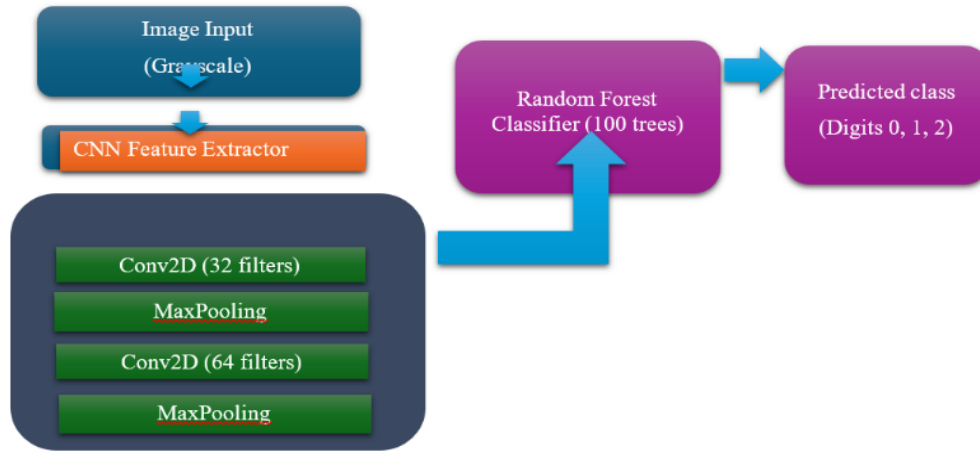 Image Input
(Grayscale)
CNN Feature Extractor
Conv2D (32 filters)
MaxPooling
Conv2D (64 filters)
MaxPooling
Random Forest
Classifier (100 trees)
Predicted class
(Digits 0, 1, 2)